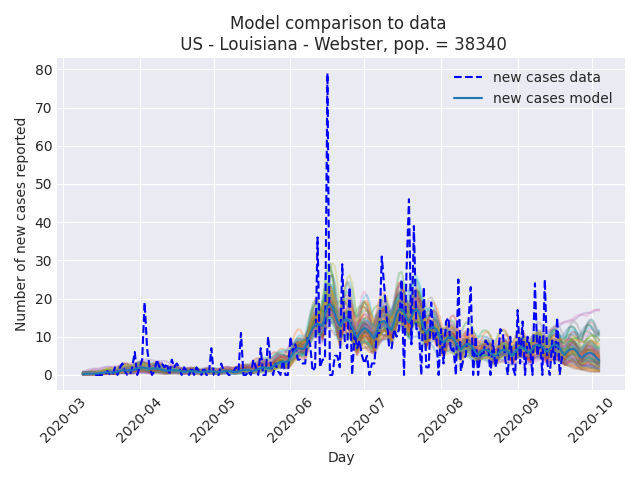 Model comparison to data
US - Louisiana - Webster, pop. = 38340
new cases data
new cases model
Number of new cases reported
80
70
60
50
40
30
20
10
0
2020-03
2020-04
2020-05
2020-06
2020-07
2020-08
2020-09
2020-10
Day